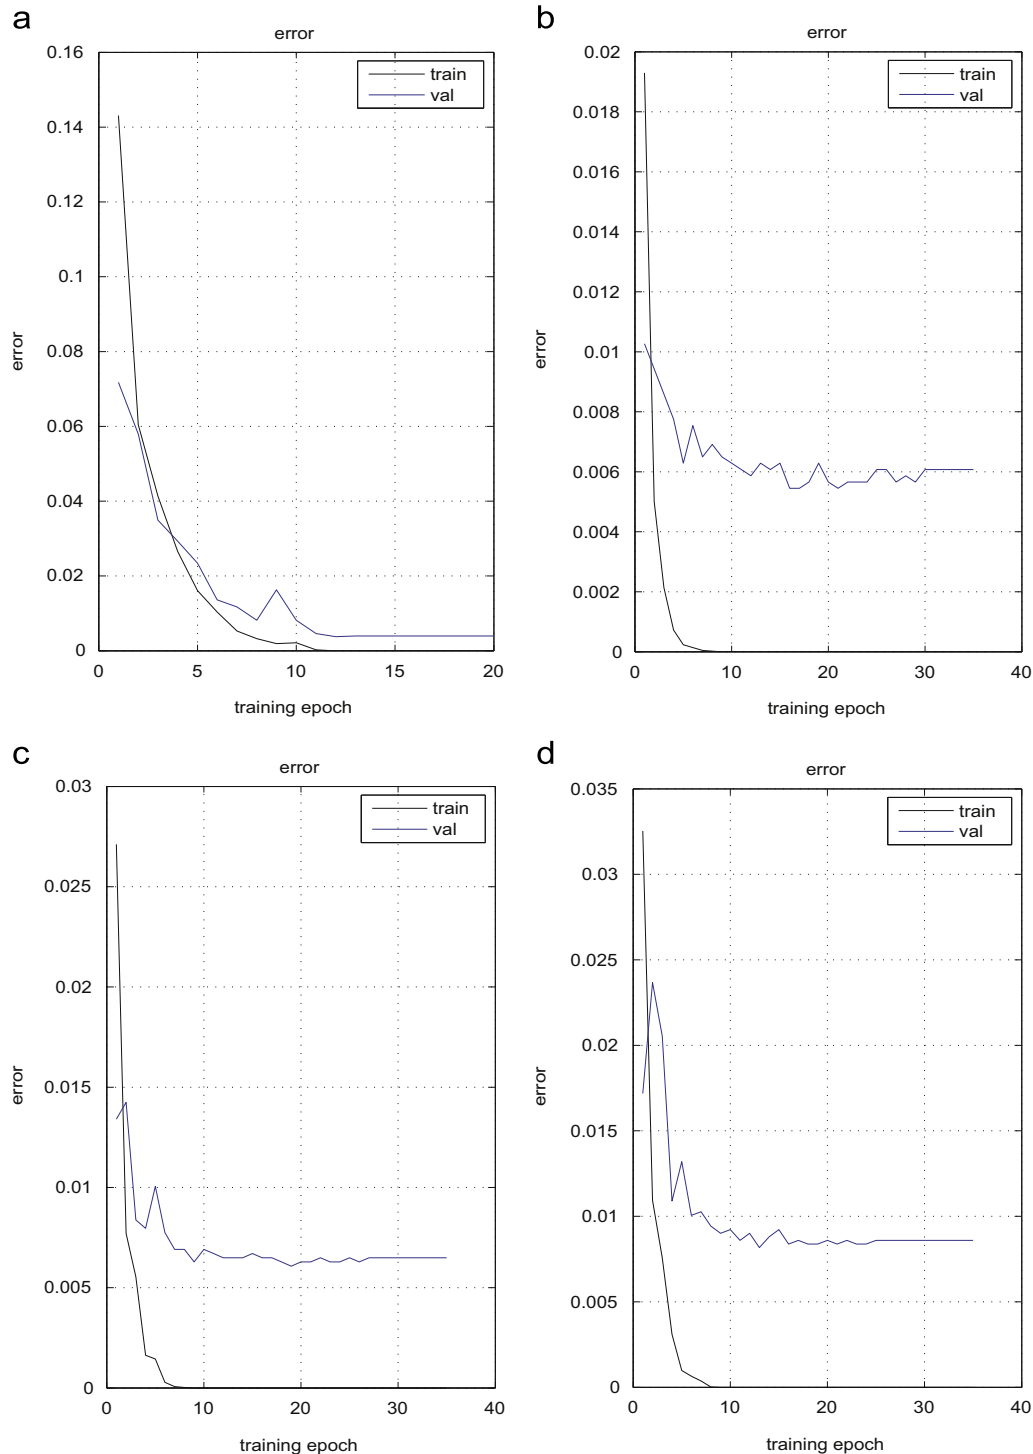 a
error
0.16
0.14
0.12
0.1
0.08
0.06
0.04
0.02
0
error
train
val
0 5 10 15 20
training epoch
b
error
0.02
0.018
0.016
0.014
0.012
0.01
0.008
0.006
0.004
0.002
0
error
train
val
0 10 20 30 40
training epoch
c
error
0.03
0.025
0.02
0.015
0.01
0.005
0
error
train
val
0 10 20 30 40
training epoch
d
error
0.035
0.03
0.025
0.02
0.015
0.01
0.005
0
error
train
val
0 10 20 30 40
training epoch